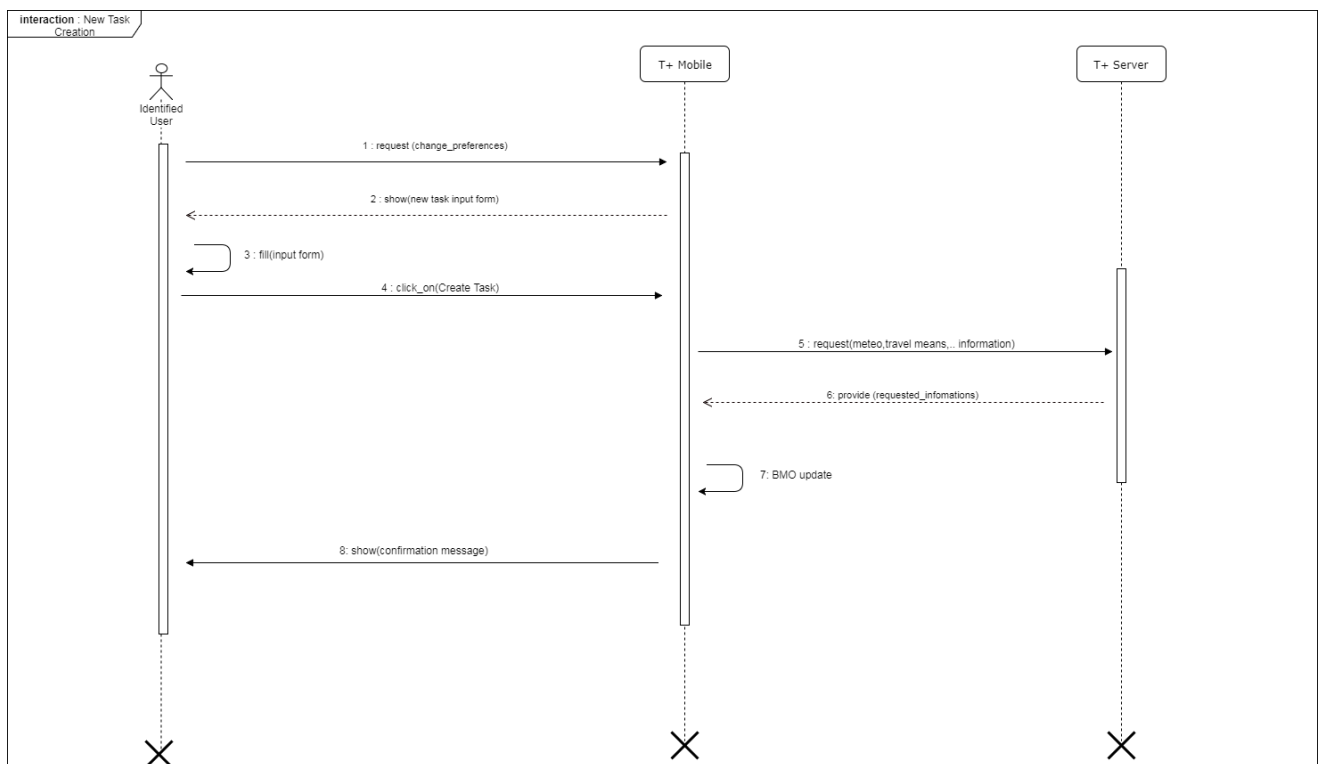 interaction : New Task
Creation
T+ Mobile
T+ Server
Identified
User
1 : request (change_preferences)
2 : show(new task input form)
3 : fill(input form)
4 : click_on(Create Task)
5 : request(meteo,travel means,.. information)
6: provide (requested_infomations)
7: BMO update
8: show(confirmation message)